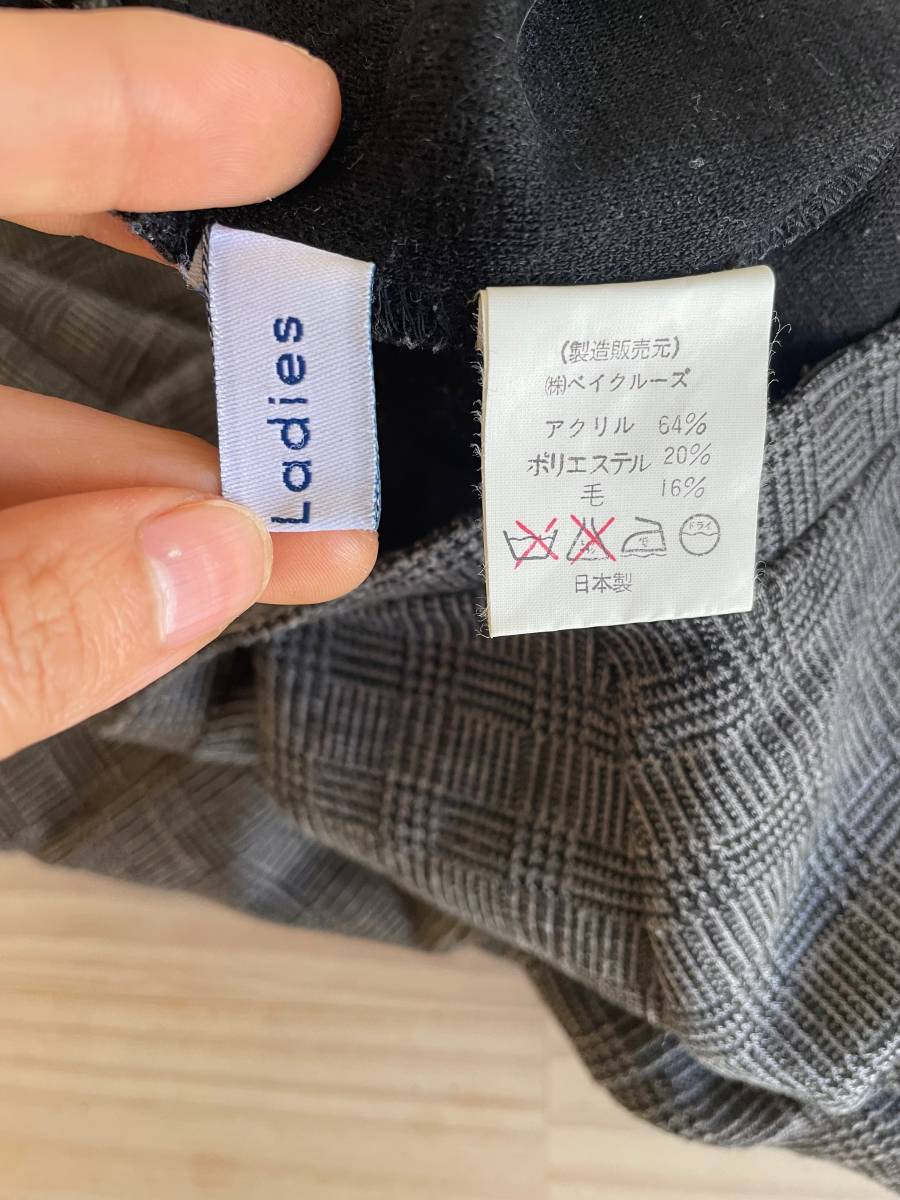 Ladies
(製造販売元)
㈱ベイクルーズ
アクリル 64%
ポリエステル 20%
毛 16%
ドライ
日本製